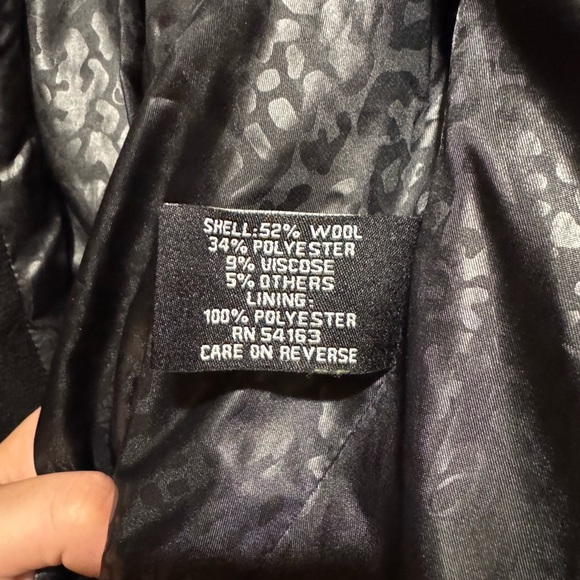 SHELL:52% WOOL
34% POLYESTER
9% VISCOSE
5% OTHERS
LINING:
100% POLYESTER
RN 54163
CARE ON REVERSE